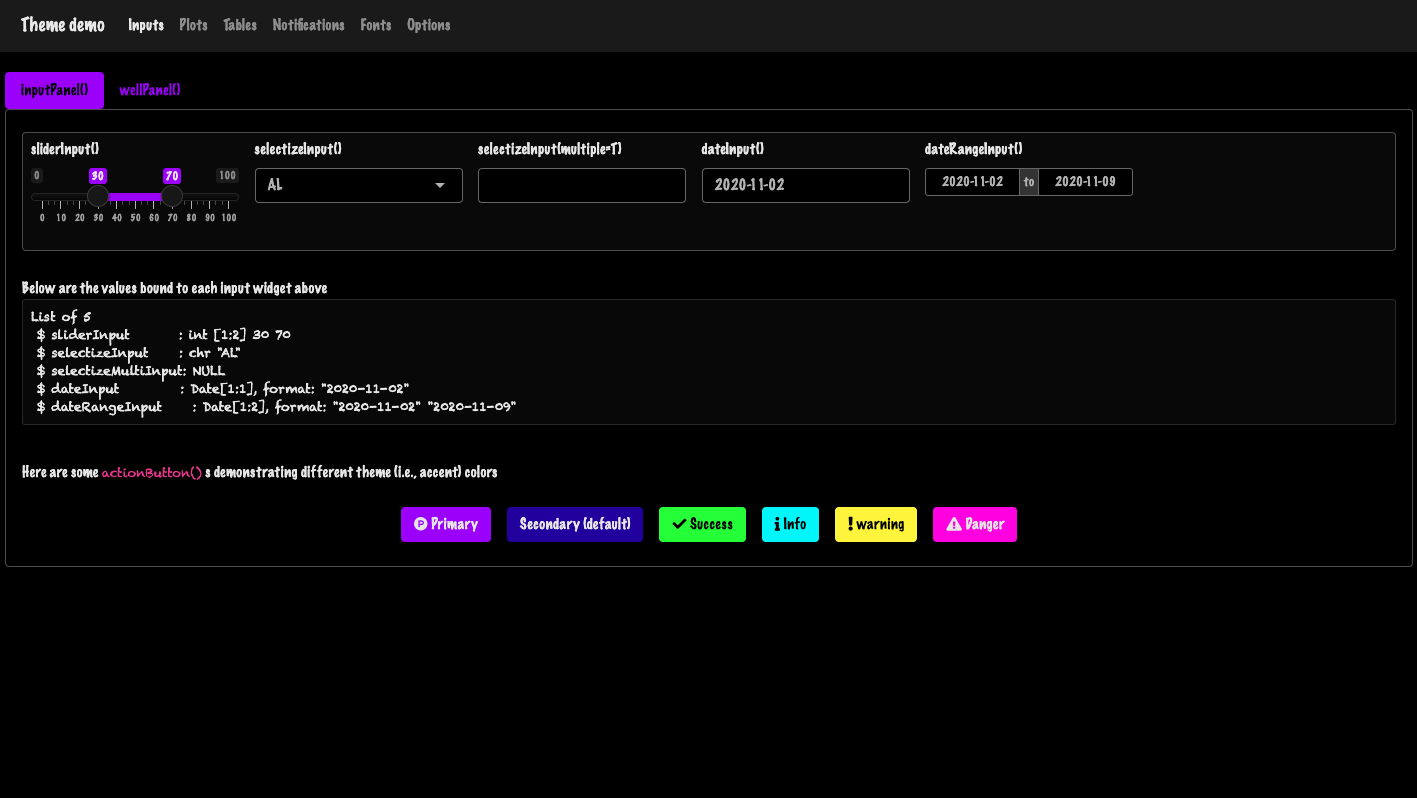 Theme demo Inputs Plots Tables Notifications Fonts Options
inputPanel() wellPanel()
sliderInput() selectizeInput() selectizeInput(multiple=T) dateInput() dateRangeInput()
0 30 70 100
AL 2020-11-02 2020-11-02 to 2020-11-09
0 10 20 30 40 50 60 70 80 90 100
Below are the values bound to each input widget above
List of 5
$ sliderInput : int [1:2] 30 70
$ selectizeInput : chr "AL"
$ selectizeMultiInput: NULL
$ dateInput : Date[1:1], format: "2020-11-02"
$ dateRangeInput : Date[1:2], format: "2020-11-02" "2020-11-09"
Here are some actionButton() s demonstrating different theme (i.e., accent) colors
Primary Secondary (default) Success Info warning Danger